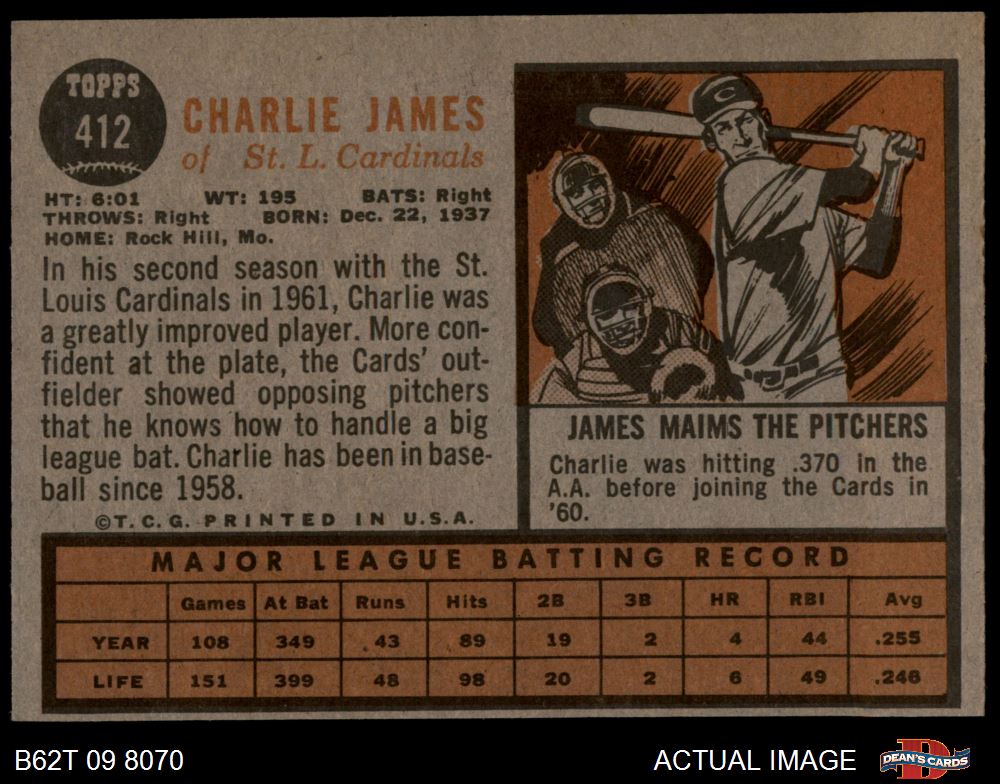 TOPPS
412
CHARLIE JAMES
of St. L. Cardinals
HT: 6:01 WT: 195 BATS: Right
THROWS: Right BORN: Dec. 22, 1937
HOME: Rock Hill, Mo.
In his second season with the St.
Louis Cardinals in 1961, Charlie was
a greatly improved player. More con-
fident at the plate, the Cards' out-
fielder showed opposing pitchers
that he knows how to handle a big
league bat. Charlie has been in base-
ball since 1958.
©T.C.G. PRINTED IN U.S.A.
C
JAMES MAIMS THE PITCHERS
Charlie was hitting .370 in the
A.A. before joining the Cards in
'60.
MAJOR LEAGUE BATTING RECORD
Games At Bat Runs Hits 2B 3B HR RBI Avg
YEAR 108 349 43 89 19 2 4 44 .255
LIFE 151 399 48 98 20 2 6 49 .246
B62T 09 8070
ACTUAL IMAGE
D
DEAN'S CARDS